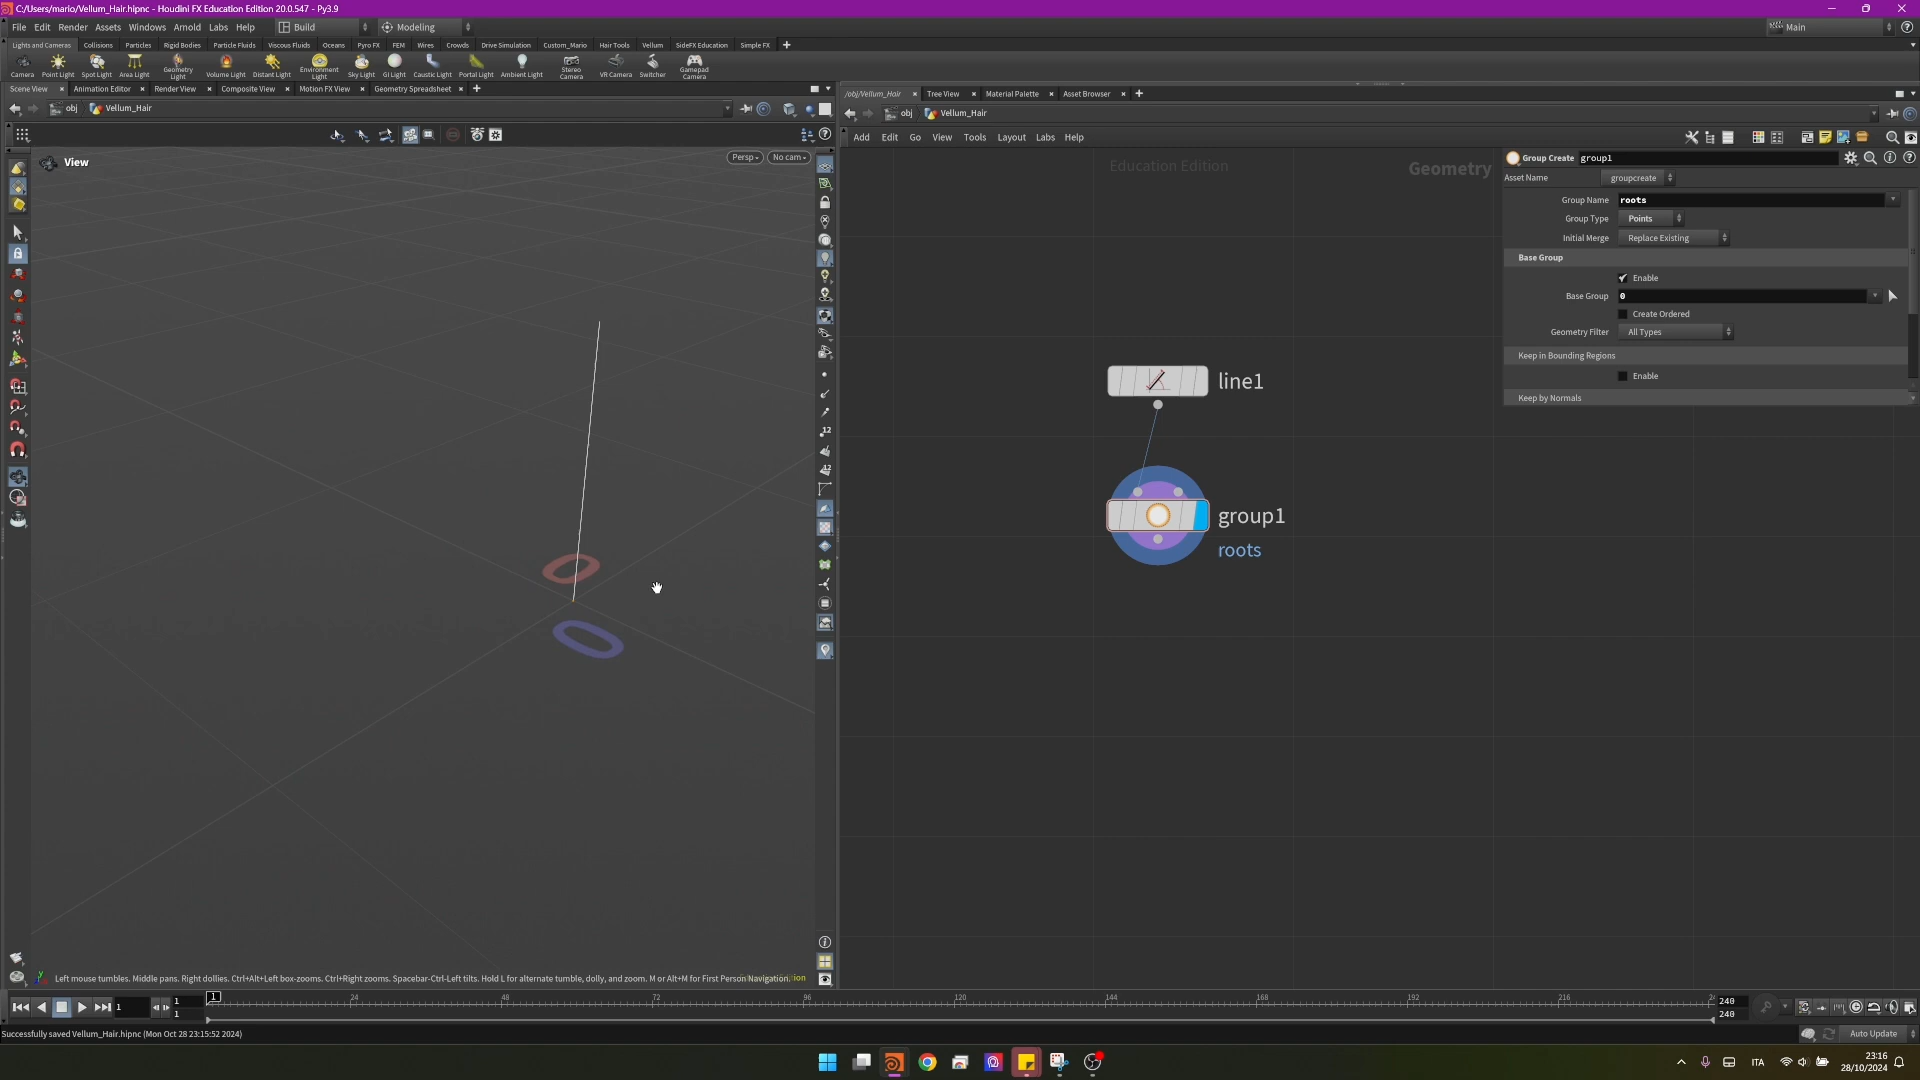 C:/Users/mario/Vellum_Hair.hipnc - Houdini FX Education Edition 20.0.547 - Py3.9
File Edit Render Assets Windows Arnold Labs Help Build Modeling Main
Lights and Cameras Collisions Particles Rigid Bodies Particle Fluids Viscous Fluids Oceans Pyro FX FEM Wires Crowds Drive Simulation Custom_Mario Hair Tools Vellum SideFX Education Simple FX
Camera Point Light Spot Light Area Light Geometry Light Volume Light Distant Light Environment Light Sky Light GI Light Caustic Light Portal Light Ambient Light Stereo Camera VR Camera Switcher Gamepad Camera
Scene View Animation Editor Render View Composite View Motion FX View Geometry Spreadsheet
obj Vellum_Hair
View
Persp No cam
Left mouse tumbles. Middle pans. Right dollies. Ctrl+Alt+Left box-zooms. Ctrl+Right zooms. Spacebar-Ctrl-Left tilts. Hold L for alternate tumble, dolly, and zoom. M or Alt+M for First Person Navigation.
/obj/Vellum_Hair Tree View Material Palette Asset Browser
obj Vellum_Hair
Add Edit Go View Tools Layout Labs Help
Education Edition
Geometry
line1
group1
roots
Group Create group1
Asset Name groupcreate
Group Name roots
Group Type Points
Initial Merge Replace Existing
Base Group
Enable
Base Group 0
Create Ordered
Geometry Filter All Types
Keep in Bounding Regions
Enable
Keep by Normals
1 1 1 1 24 48 72 96 120 144 168 192 216 240
240
Successfully saved Vellum_Hair.hipnc (Mon Oct 28 23:15:52 2024)
Auto Update
ITA
23:16
28/10/2024